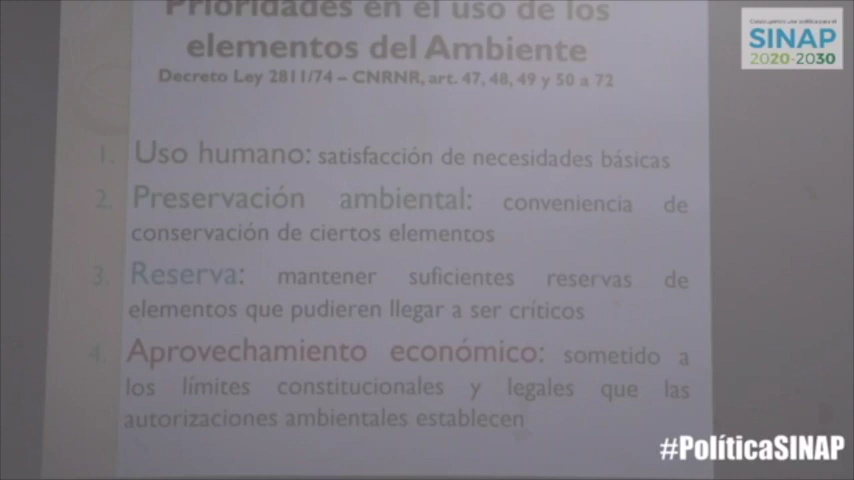 Prioridades en el uso de los
elementos del Ambiente
Decreto Ley 2811/74 – CNRNR, art. 47, 48, 49 y 50 a 72
1. Uso humano: satisfacción de necesidades básicas
2. Preservación ambiental: conveniencia de
conservación de ciertos elementos
3. Reserva: mantener suficientes reservas de
elementos que pudieren llegar a ser críticos
4. Aprovechamiento económico: sometido a
los límites constitucionales y legales que las
autorizaciones ambientales establecen
SINAP
2020-2030
#PolíticaSINAP